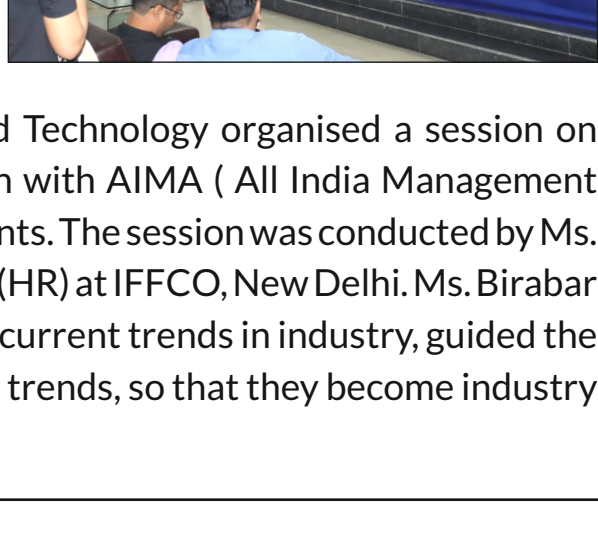 Technology organised a session on
with AIMA ( All India Management
The session was conducted by Ms.
(HR) at IFFCO, New Delhi. Ms. Birabar
current trends in industry, guided the
trends, so that they become industry